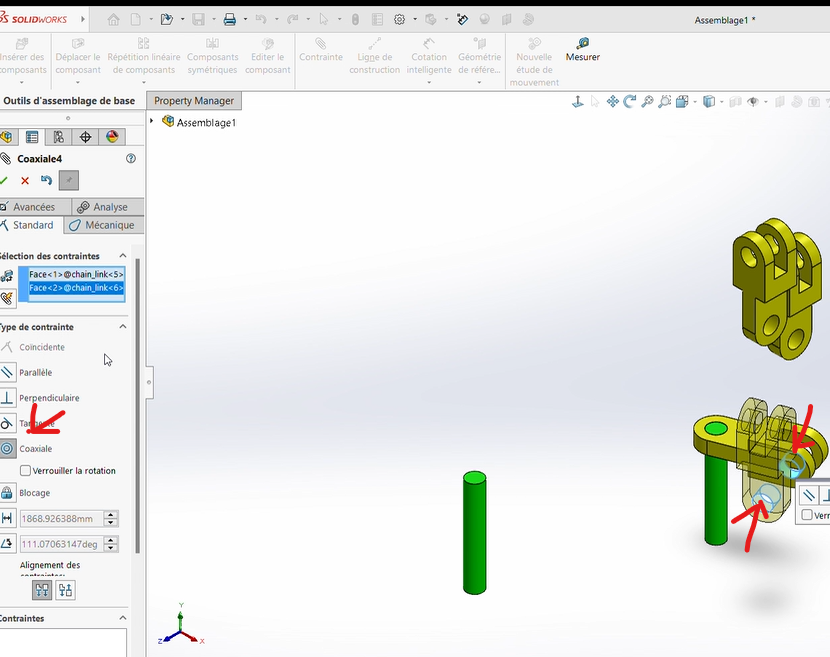 SOLIDWORKS
Assemblage1 *
Insérer des composants
Déplacer le composant
Répétition linéaire de composants
Composants symétriques
Editer le composant
Contrainte
Ligne de construction
Cotation intelligente
Géométrie de référe...
Nouvelle étude de mouvement
Mesurer
Outils d'assemblage de base
Property Manager
Assemblage1
Coaxiale4
Avancées
Analyse
Standard
Mécanique
Sélection des contraintes
Face<1>@chain_link<5>
Face<2>@chain_link<6>
Type de contrainte
Coïncidente
Parallèle
Perpendiculaire
Coaxiale
Verrouiller la rotation
Blocage
1868.926388mm
111.07063147deg
Alignement des
contraintes:
Contraintes
Verr
Y
Z
X